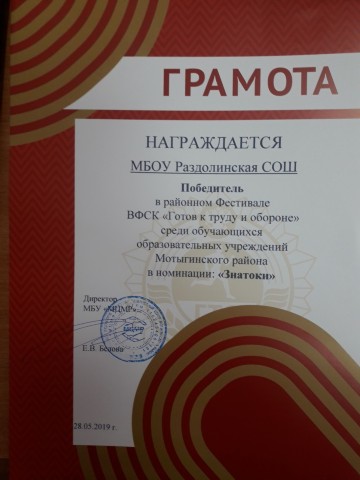 ГРАМОТА
НАГРАЖДАЕТСЯ
МБОУ Раздолинская СОШ
Победитель
в районном Фестивале
ВФСК «Готов к труду и обороне»
среди обучающихся
образовательных учреждений
Мотыгинского района
в номинации: «Знатоки»
Директор
МБУ
Е.В. Белова
28.05.2019 г.